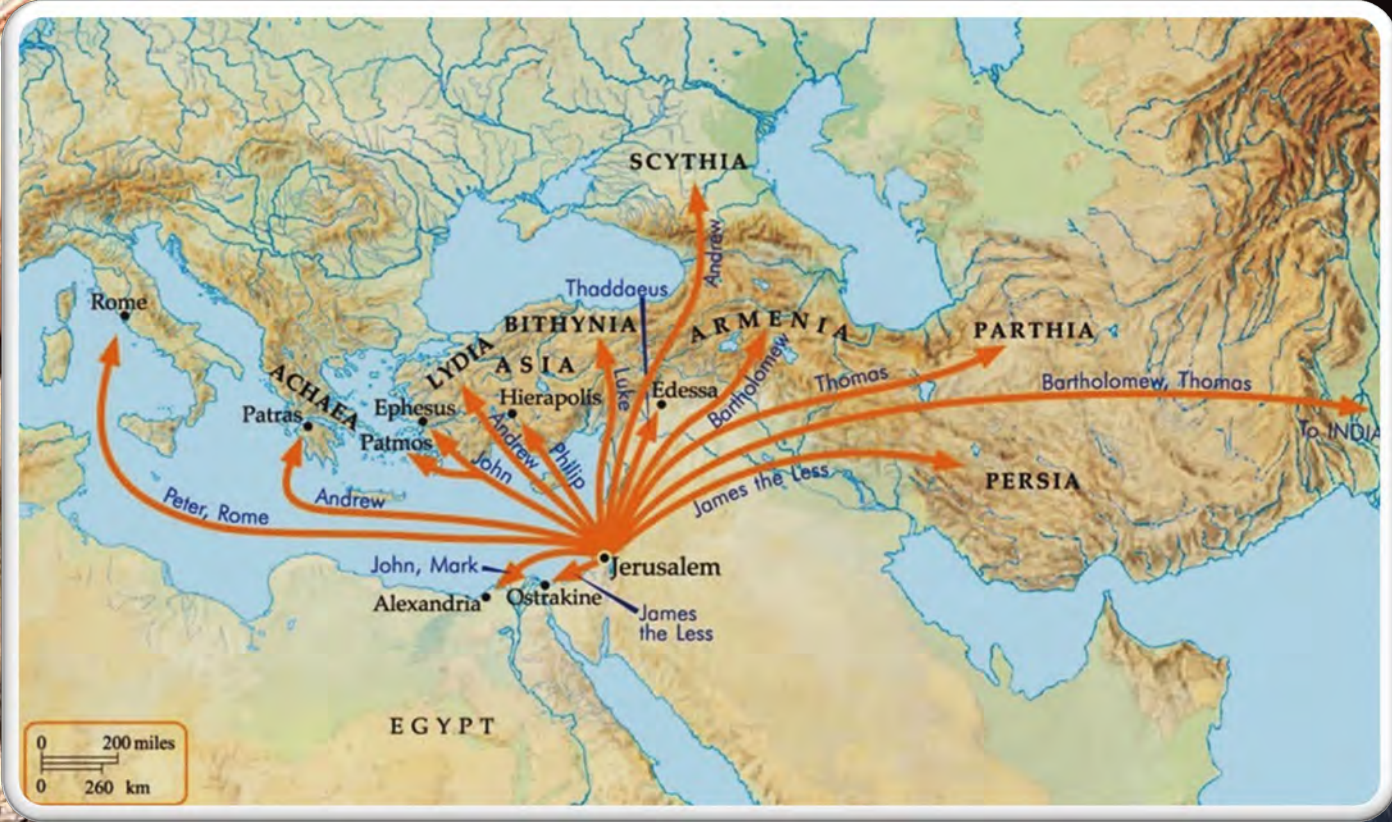 SCYTHIA
Andrew
Thaddaeus
Rome
BITHYNIA
ARMENIA
PARTHIA
LYDIA
ASIA
ACHAEA
Luke
Bartholomew
Thomas
Bartholomew, Thomas
Edessa
Hierapolis
Patras
Ephesus
To INDIA
Patmos
Andrew
Philip
John
James the Less
PERSIA
Peter, Rome
Andrew
John, Mark
Jerusalem
Alexandria
Ostrakine
James
the Less
EGYPT
0 200 miles
0 260 km